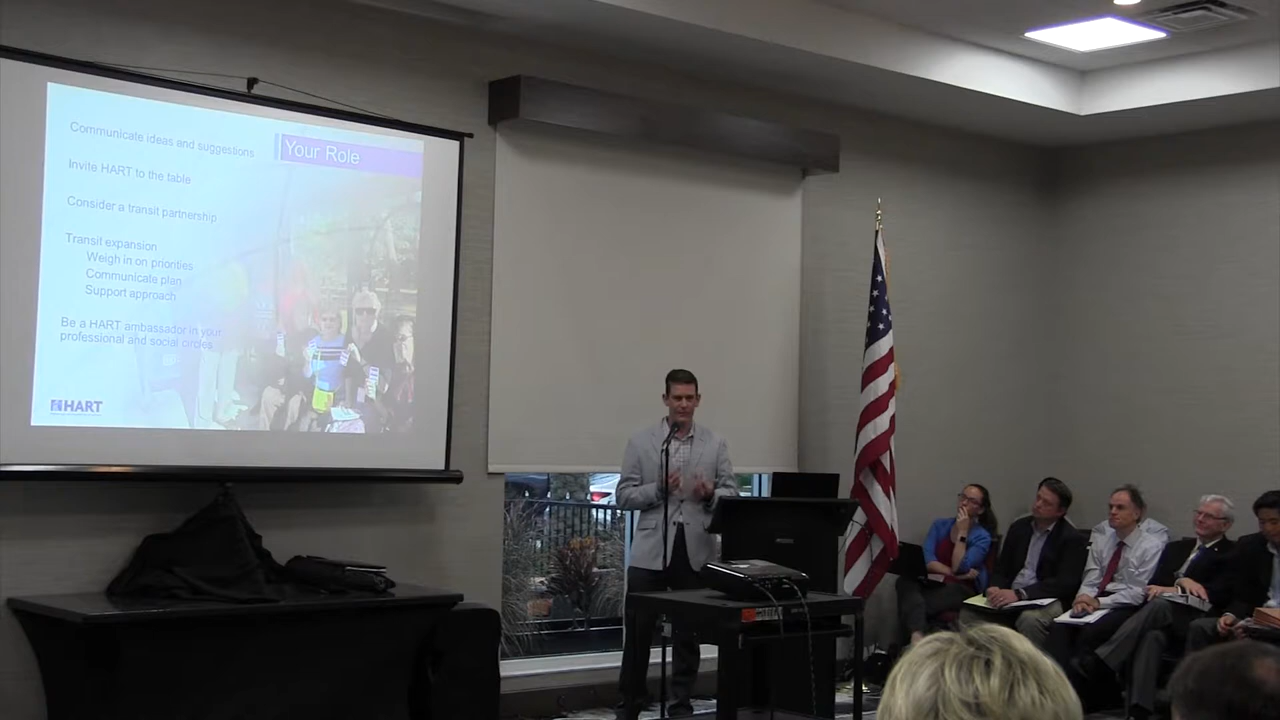 Your Role
Communicate ideas and suggestions
Invite HART to the table
Consider a transit partnership
Transit expansion
Weigh in on priorities
Communicate plan
Support approach
Be a HART ambassador in your
professional and social circles
HART